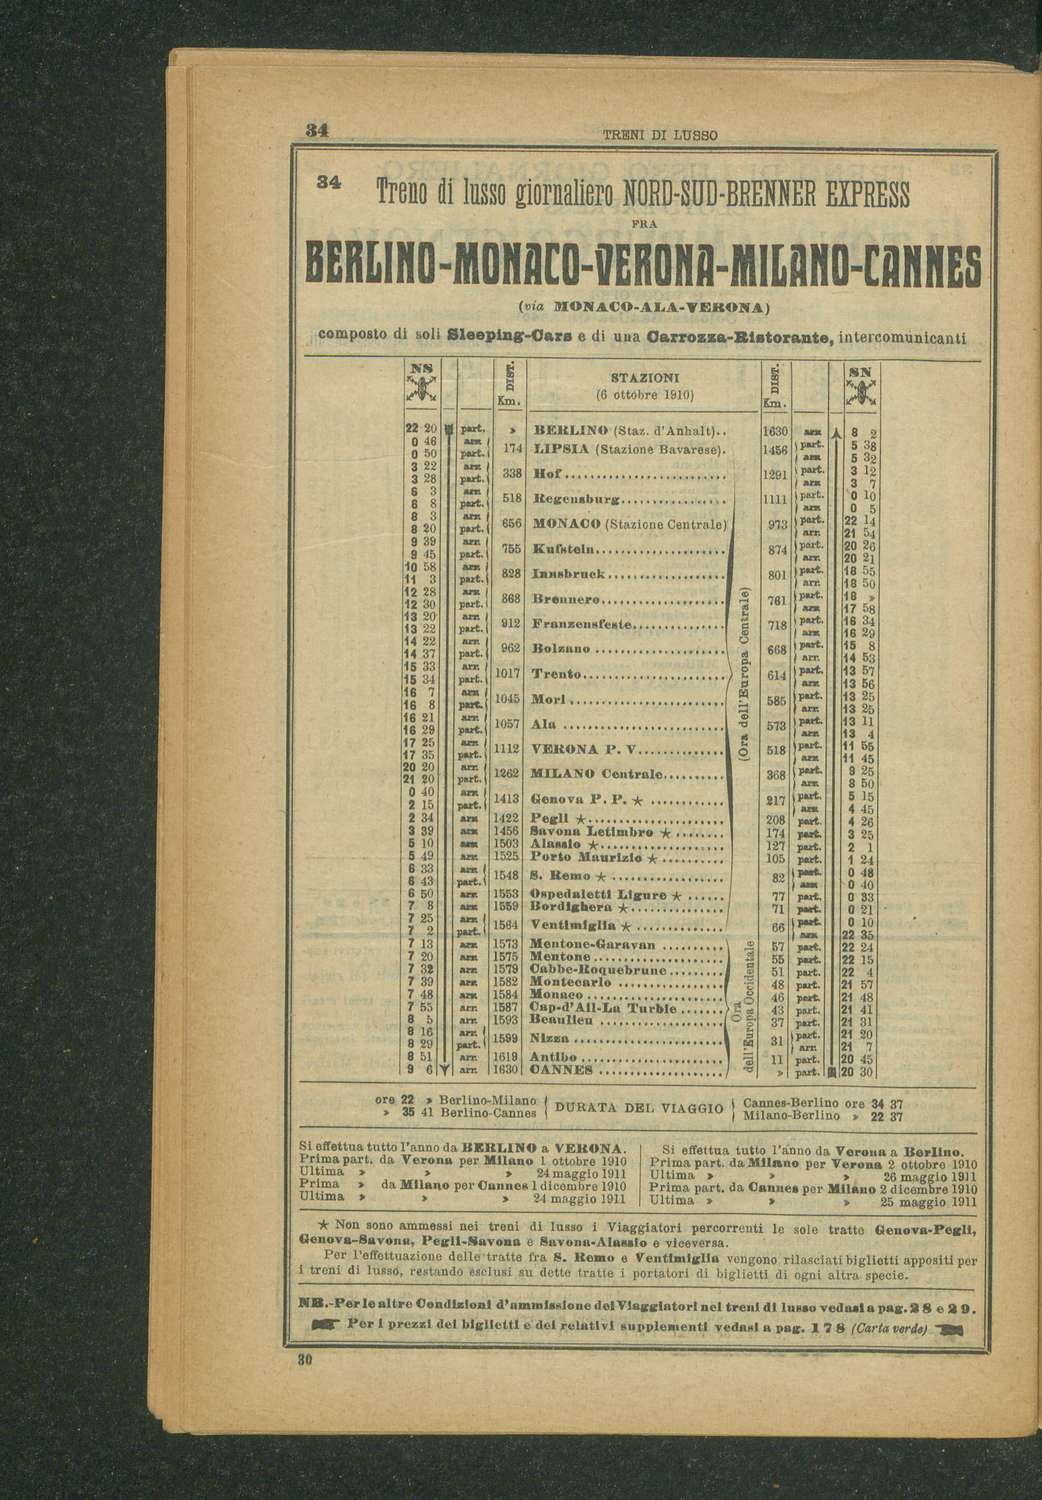 34 TRENI DI LUSSO
34 Treno di lusso giornaliero NORD-SUD-BRENNER EXPRESS
FRA
BERLINO-MONACO-VERONA-MILANO-CANNES
(via MONACO-ALA-VERONA)
composto di soli Sleeping-Cars e di una Carrozza-Ristorante, intercomunicanti
NS DIST. Km. STAZIONI (6 ottobre 1910) DIST. Km. SN
22 20 part. » BERLINO (Staz. d'Anhalt).. 1630 arr. 8 2
0 46 arr. 174 LIPSIA (Stazione Bavarese). 1456 part. 5 38
0 50 part. arr. 5 32
3 22 arr. 338 Hof 1291 part. 3 12
3 28 part. arr. 3 7
6 3 arr. 518 Regensburg 1111 part. 0 10
6 8 part. arr. 0 5
8 3 arr. 656 MONACO (Stazione Centrale) 973 part. 22 14
8 20 part. arr. 21 54
9 39 arr. 755 Kufstein 874 part. 20 26
9 45 part. arr. 20 21
10 58 arr. 828 Innsbruck 801 part. 18 55
11 3 part. arr. 18 50
12 28 arr. 868 Brennero 761 part. 18 »
12 30 part. arr. 17 58
13 20 arr. 912 Franzensfeste 718 part. 16 34
13 22 part. arr. 16 29
14 22 arr. 962 Bolzano 668 part. 15 8
14 37 part. arr. 14 53
15 33 arr. 1017 Trento 614 part. 13 57
15 34 part. arr. 13 56
16 7 arr. 1045 Mori 585 part. 13 25
16 8 part. arr. 13 25
16 21 arr. 1057 Ala 573 part. 13 11
16 29 part. arr. 13 4
17 25 arr. 1112 VERONA P. V. 518 part. 11 55
17 35 part. arr. 11 45
20 20 arr. 1262 MILANO Centrale 368 part. 9 25
21 20 part. arr. 8 50
0 40 arr. 1413 Genova P. P. ★ 217 part. 5 15
2 15 part. arr. 4 45
2 34 arr. 1422 Pegli ★ 208 part. 4 26
3 39 arr. 1456 Savona Letimbro ★ 174 part. 3 25
5 10 arr. 1503 Alassio ★ 127 part. 2 1
5 49 arr. 1525 Porto Maurizio ★ 105 part. 1 24
6 33 arr. 1548 S. Remo ★ 82 part. 0 48
6 43 part. arr. 0 40
6 50 arr. 1553 Ospedaletti Ligure ★ 77 part. 0 33
7 8 arr. 1559 Bordighera ★ 71 part. 0 21
7 25 arr. 1564 Ventimiglia ★ 66 part. 0 10
7 2 part. arr. 22 35
7 13 arr. 1573 Mentone-Garavan 57 part. 22 24
7 20 arr. 1575 Mentone 55 part. 22 15
7 32 arr. 1579 Cabbe-Roquebrune 51 part. 22 4
7 39 arr. 1582 Montecarlo 48 part. 21 57
7 48 arr. 1584 Monaco 46 part. 21 48
7 55 arr. 1587 Cap-d'Ail-La Turbie 43 part. 21 41
8 5 arr. 1593 Beaulieu 37 part. 21 31
8 16 arr. 1599 Nizza 31 part. 21 20
8 29 part. arr. 21 7
8 51 arr. 1619 Antibo 11 part. 20 45
9 6 arr. 1630 CANNES » part. 20 30
(Ora dell'Europa Centrale)
Ora dell'Europa Occidentale
ore 22 » Berlino-Milano DURATA DEL VIAGGIO Cannes-Berlino ore 34 37
» 35 41 Berlino-Cannes Milano-Berlino » 22 37
Si effettua tutto l'anno da BERLINO a VERONA.
Prima part. da Verona per Milano 1 ottobre 1910
Ultima » » » 24 maggio 1911
Prima » da Milano per Cannes 1 dicembre 1910
Ultima » » » 24 maggio 1911
Si effettua tutto l'anno da Verona a Berlino.
Prima part. da Milano per Verona 2 ottobre 1910
Ultima » » » 26 maggio 1911
Prima part. da Cannes per Milano 2 dicembre 1910
Ultima » » » 25 maggio 1911
★ Non sono ammessi nei treni di lusso i Viaggiatori percorrenti le sole tratte Genova-Pegli,
Genova-Savona, Pegli-Savona e Savona-Alassio e viceversa.
Per l'effettuazione delle tratte fra S. Remo e Ventimiglia vengono rilasciati biglietti appositi per
i treni di lusso, restando esclusi su dette tratte i portatori di biglietti di ogni altra specie.
NB.-Per le altre Condizioni d'ammissione dei Viaggiatori nei treni di lusso vedasi a pag. 28 e 29.
Per i prezzi dei biglietti e dei relativi supplementi vedasi a pag. 178 (Carta verde)
30